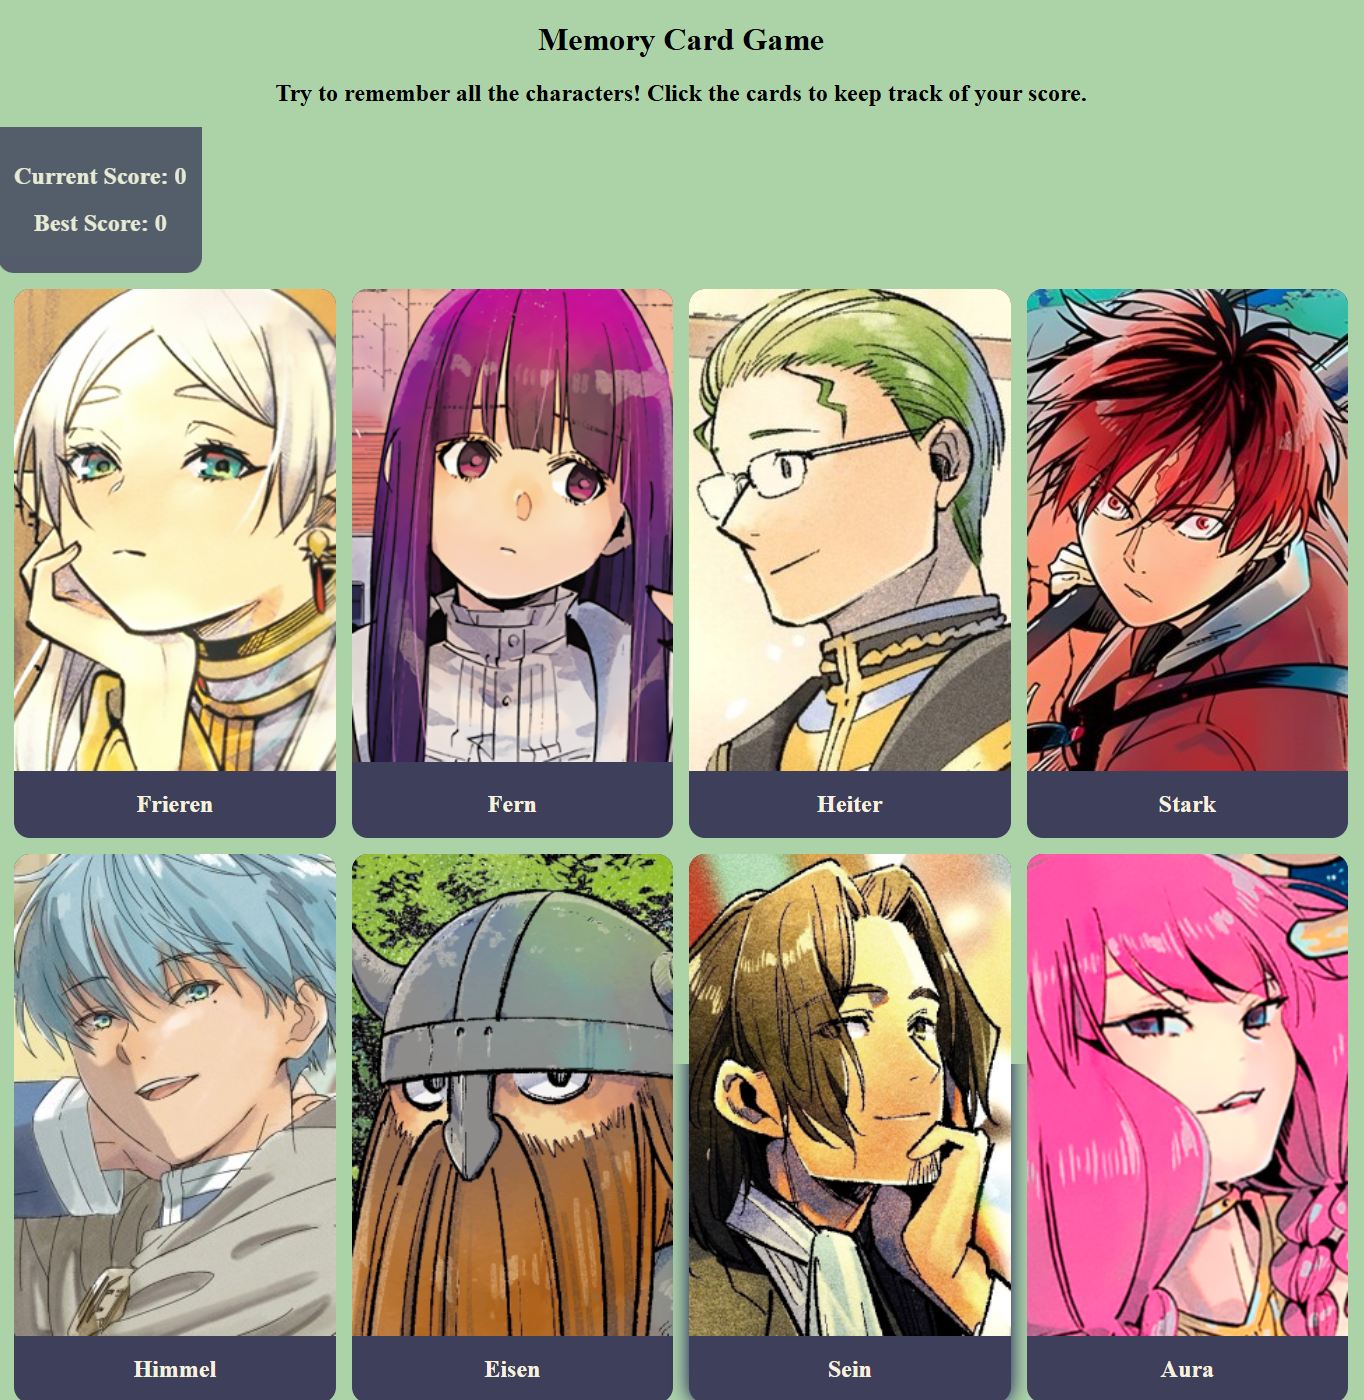 Memory Card Game
Try to remember all the characters! Click the cards to keep track of your score.
Current Score: 0
Best Score: 0
Frieren
Fern
Heiter
Stark
Himmel
Eisen
Sein
Aura